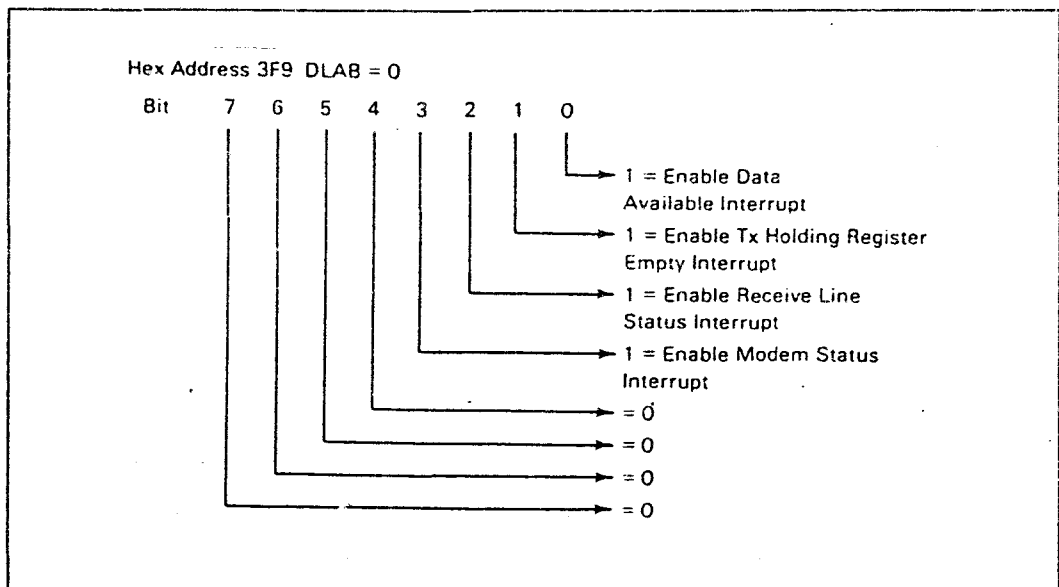 Hex Address 3F9 DLAB = 0
Bit 7 6 5 4 3 2 1 0
1 = Enable Data
Available Interrupt
1 = Enable Tx Holding Register
Empty Interrupt
1 = Enable Receive Line
Status Interrupt
1 = Enable Modem Status
Interrupt
= 0
= 0
= 0
= 0